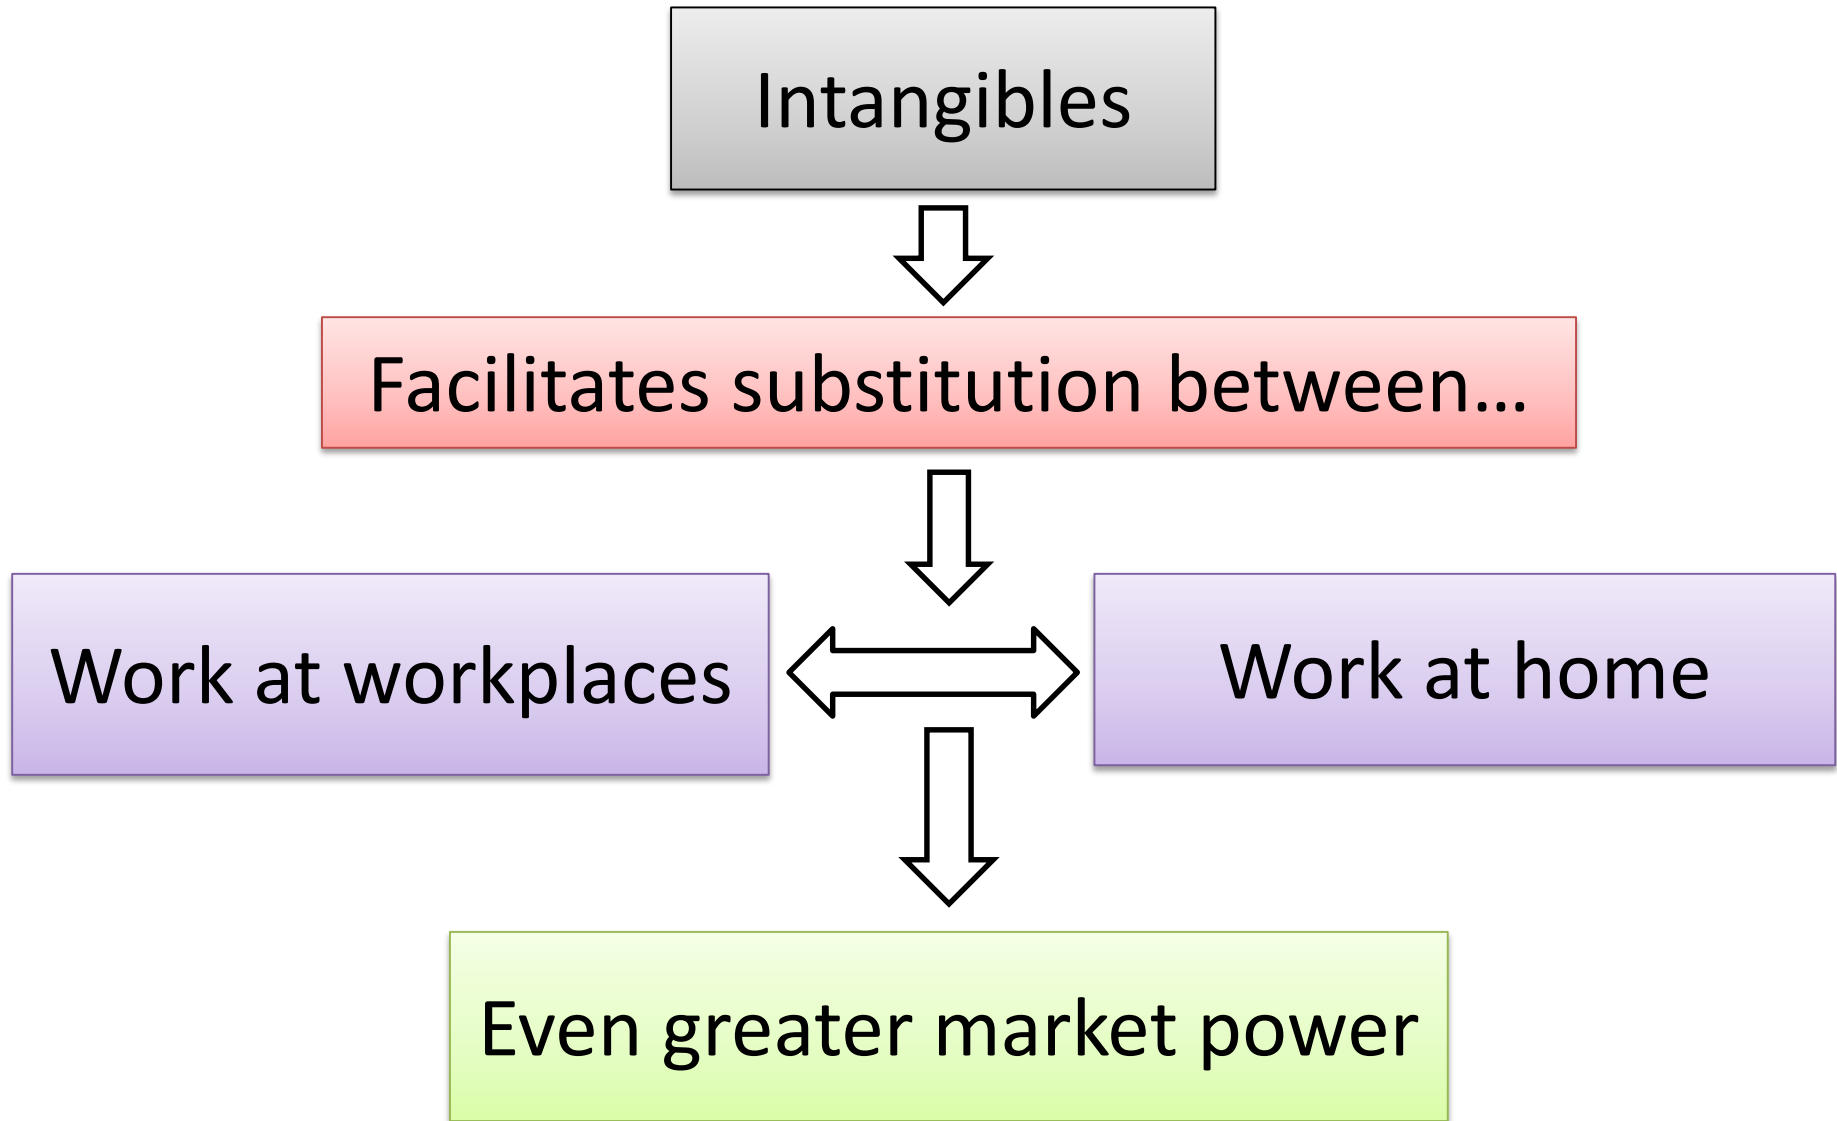 Intangibles
Facilitates substitution between…
Work at workplaces
Work at home
Even greater market power